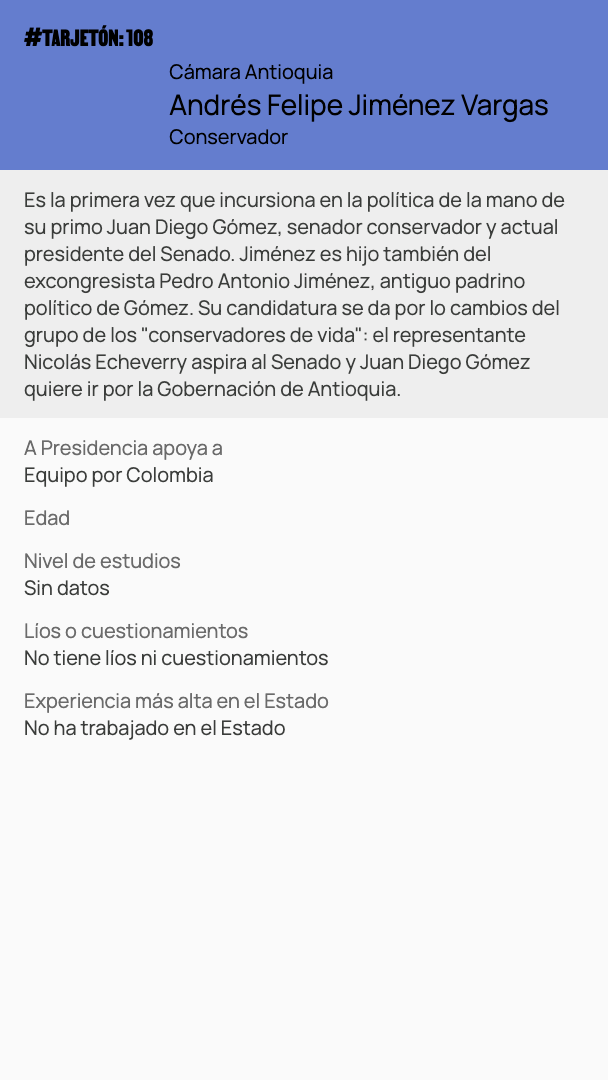 #TARJETÓN: 108
Cámara Antioquia
Andrés Felipe Jiménez Vargas
Conservador
Es la primera vez que incursiona en la política de la mano de
su primo Juan Diego Gómez, senador conservador y actual
presidente del Senado. Jiménez es hijo también del
excongresista Pedro Antonio Jiménez, antiguo padrino
político de Gómez. Su candidatura se da por lo cambios del
grupo de los "conservadores de vida": el representante
Nicolás Echeverry aspira al Senado y Juan Diego Gómez
quiere ir por la Gobernación de Antioquia.
A Presidencia apoya a
Equipo por Colombia
Edad
Nivel de estudios
Sin datos
Líos o cuestionamientos
No tiene líos ni cuestionamientos
Experiencia más alta en el Estado
No ha trabajado en el Estado